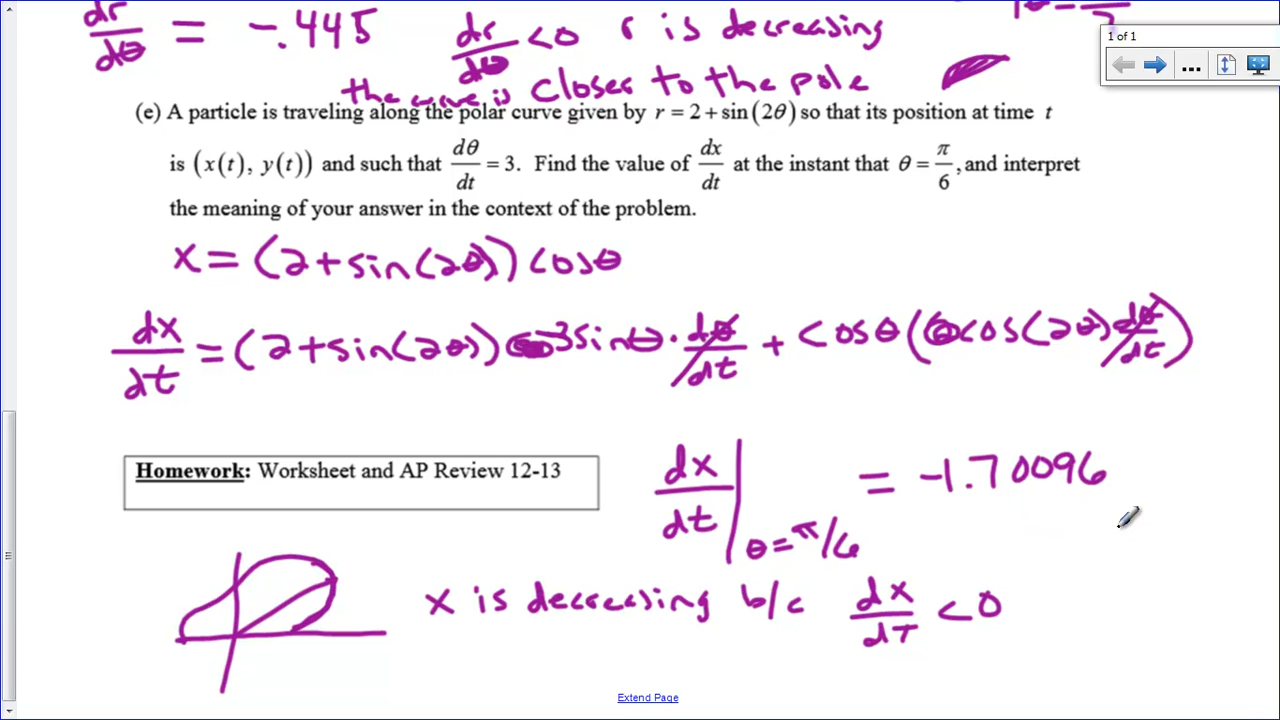 dr/dθ = -.445 dr/dθ <0 r is decreasing
the curve is closer to the pole
1 of 1
(e) A particle is traveling along the polar curve given by r = 2 + sin(2θ) so that its position at time t
is (x(t), y(t)) and such that dθ/dt = 3. Find the value of dx/dt at the instant that θ = π/6, and interpret
the meaning of your answer in the context of the problem.
x = (2+sin(2θ)) cosθ
dx/dt = (2+sin(2θ)) -3sinθ · dθ/dt + cosθ(6cos(2θ) dθ/dt)
Homework: Worksheet and AP Review 12-13
dx/dt | θ=π/6 = -1.70096
x is decreasing b/c dx/dt <0
Extend Page